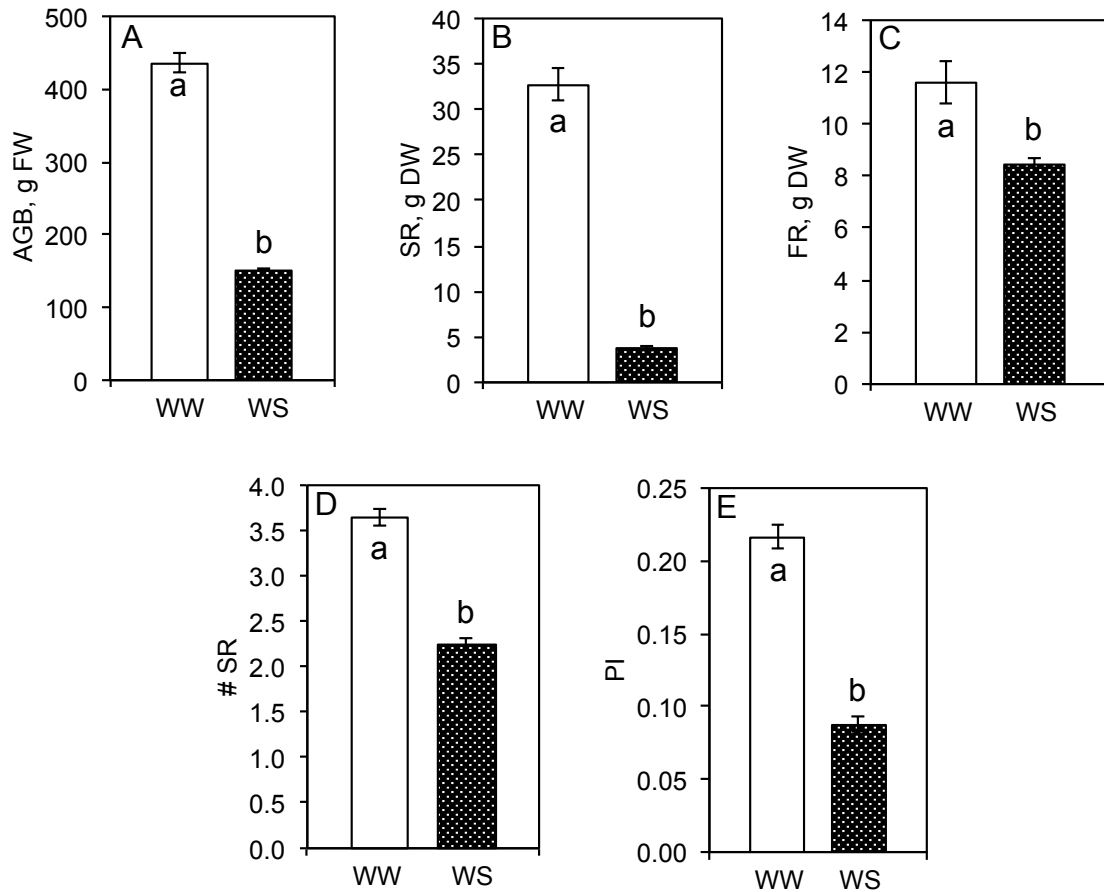 A
AGB, g FW
500
400
300
200
100
0
a
b
WW
WS
B
SR, g DW
40
35
30
25
20
15
10
5
0
a
b
WW
WS
C
FR, g DW
14
12
10
8
6
4
2
0
a
b
WW
WS
D
# SR
4.0
3.5
3.0
2.5
2.0
1.5
1.0
0.5
0.0
a
b
WW
WS
E
PI
0.25
0.20
0.15
0.10
0.05
0.00
a
b
WW
WS